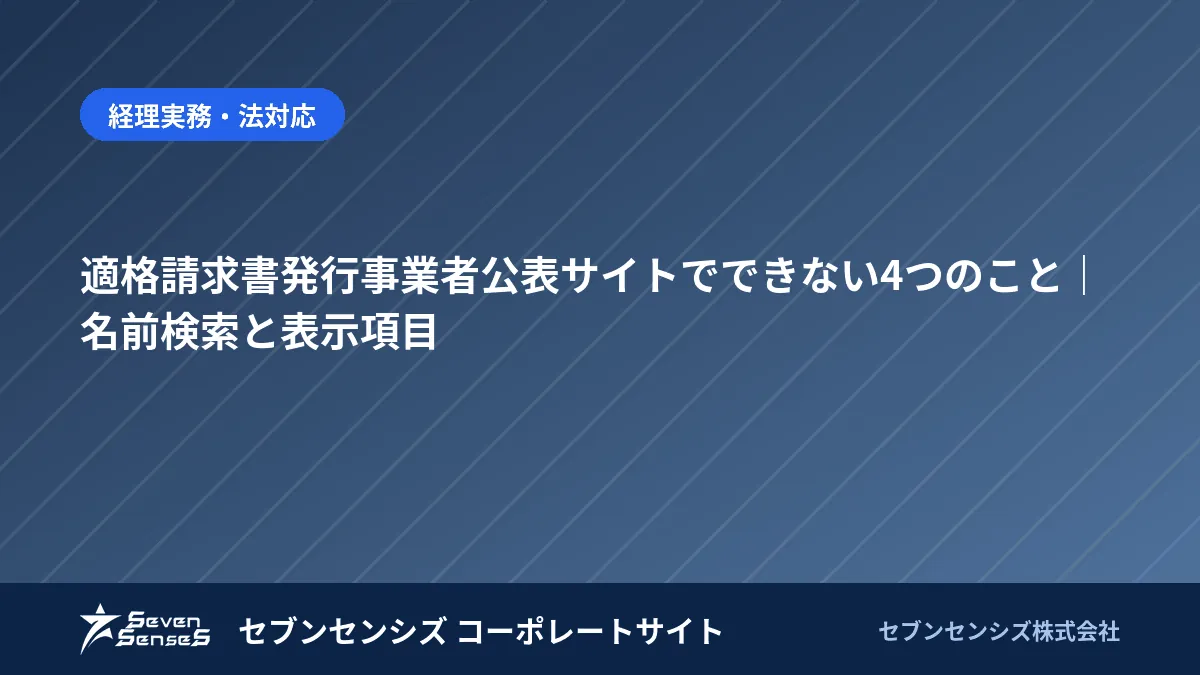 経理実務・法対応
適格請求書発行事業者公表サイトでできない4つのこと｜
名前検索と表示項目
Seven
Senses
セブンセンシズ コーポレートサイト
セブンセンシズ株式会社